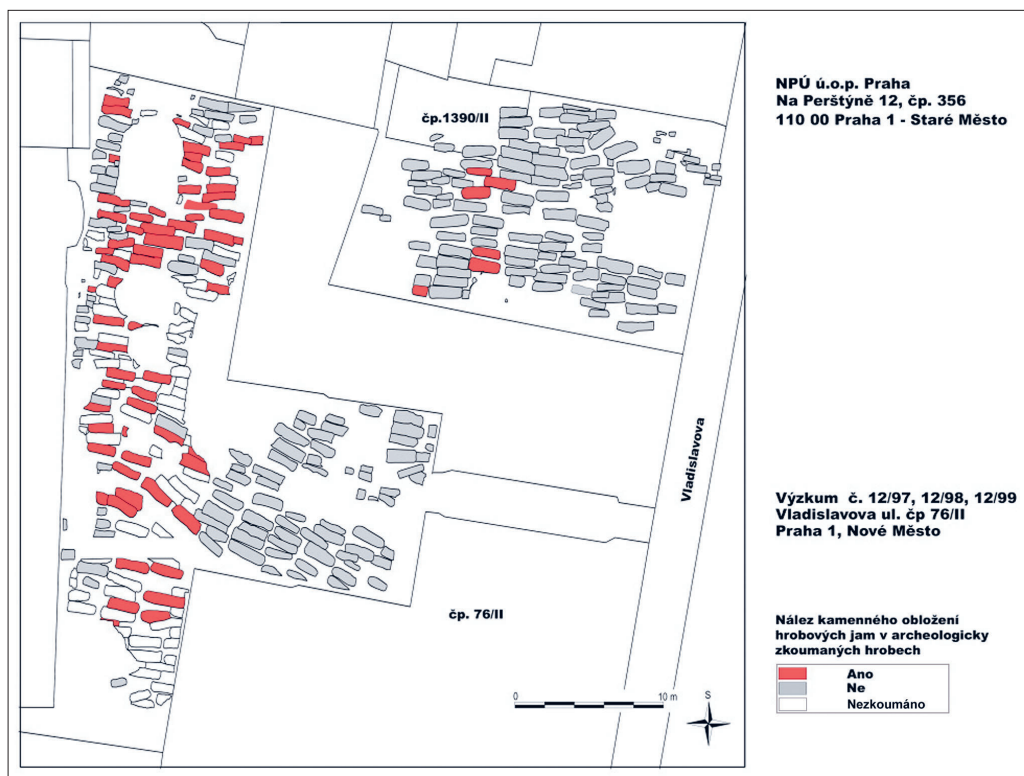 NPÚ ú.o.p. Praha
Na Perštýně 12, čp. 356
110 00 Praha 1 - Staré Město
čp.1390/II
Vladislavova
Výzkum č. 12/97, 12/98, 12/99
Vladislavova ul. čp 76/II
Praha 1, Nové Město
čp. 76/II
Nález kamenného obložení
hrobových jam v archeologicky
zkoumaných hrobech
Ano
Ne
Nezkoumáno
0 10 m
S